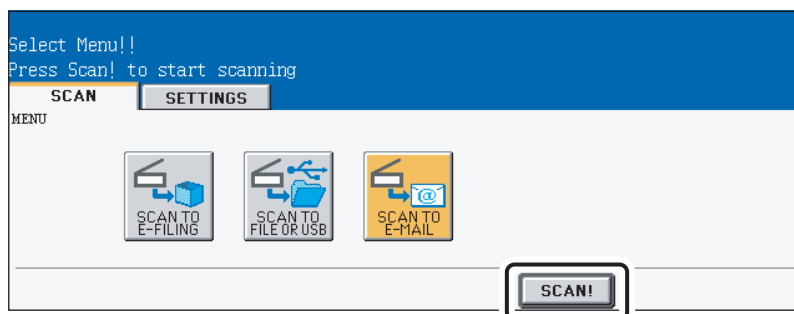 Select Menu!!
Press Scan! to start scanning
SCAN SETTINGS
MENU
SCAN TO
E-FILING
SCAN TO
FILE OR USB
@
SCAN TO
E-MAIL
SCAN!